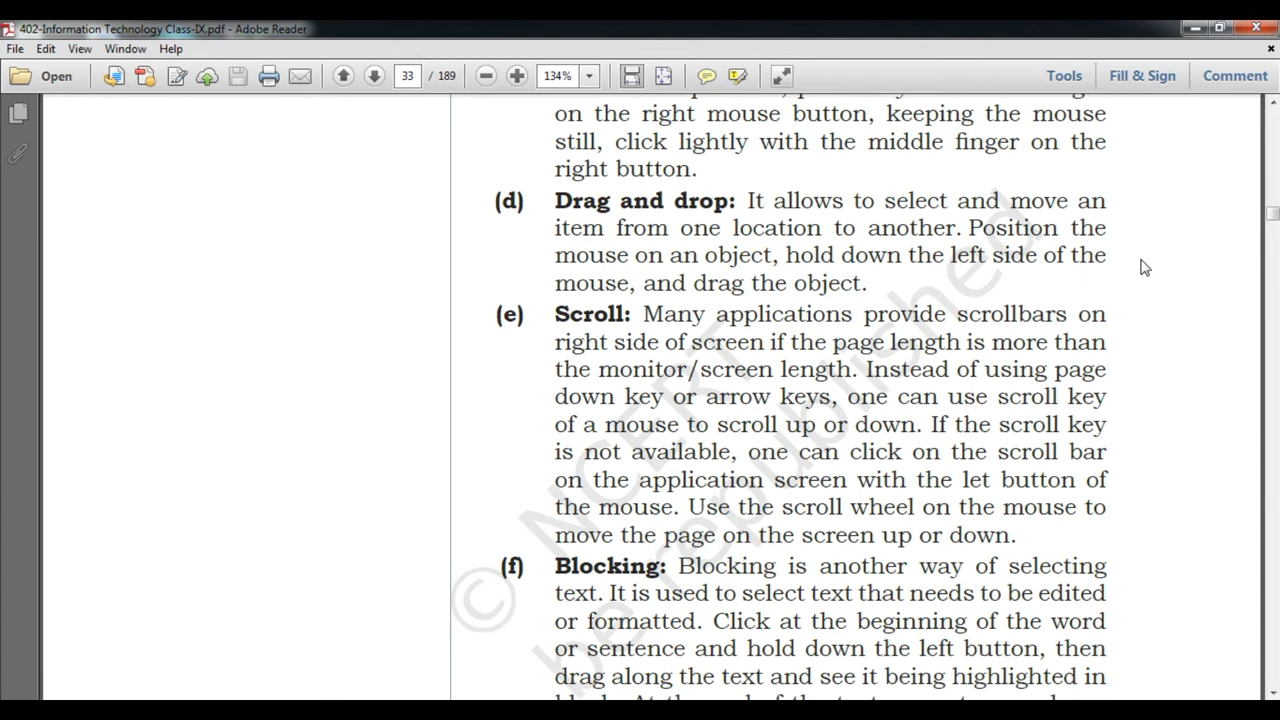 402-Information Technology Class-IX.pdf - Adobe Reader
File Edit View Window Help
Open 33 / 189 134% Tools Fill & Sign Comment
on the right mouse button, keeping the mouse
still, click lightly with the middle finger on the
right button.
(d) Drag and drop: It allows to select and move an
item from one location to another. Position the
mouse on an object, hold down the left side of the
mouse, and drag the object.
(e) Scroll: Many applications provide scrollbars on
right side of screen if the page length is more than
the monitor/screen length. Instead of using page
down key or arrow keys, one can use scroll key
of a mouse to scroll up or down. If the scroll key
is not available, one can click on the scroll bar
on the application screen with the let button of
the mouse. Use the scroll wheel on the mouse to
move the page on the screen up or down.
(f) Blocking: Blocking is another way of selecting
text. It is used to select text that needs to be edited
or formatted. Click at the beginning of the word
or sentence and hold down the left button, then
drag along the text and see it being highlighted in
© NCERT
be republished